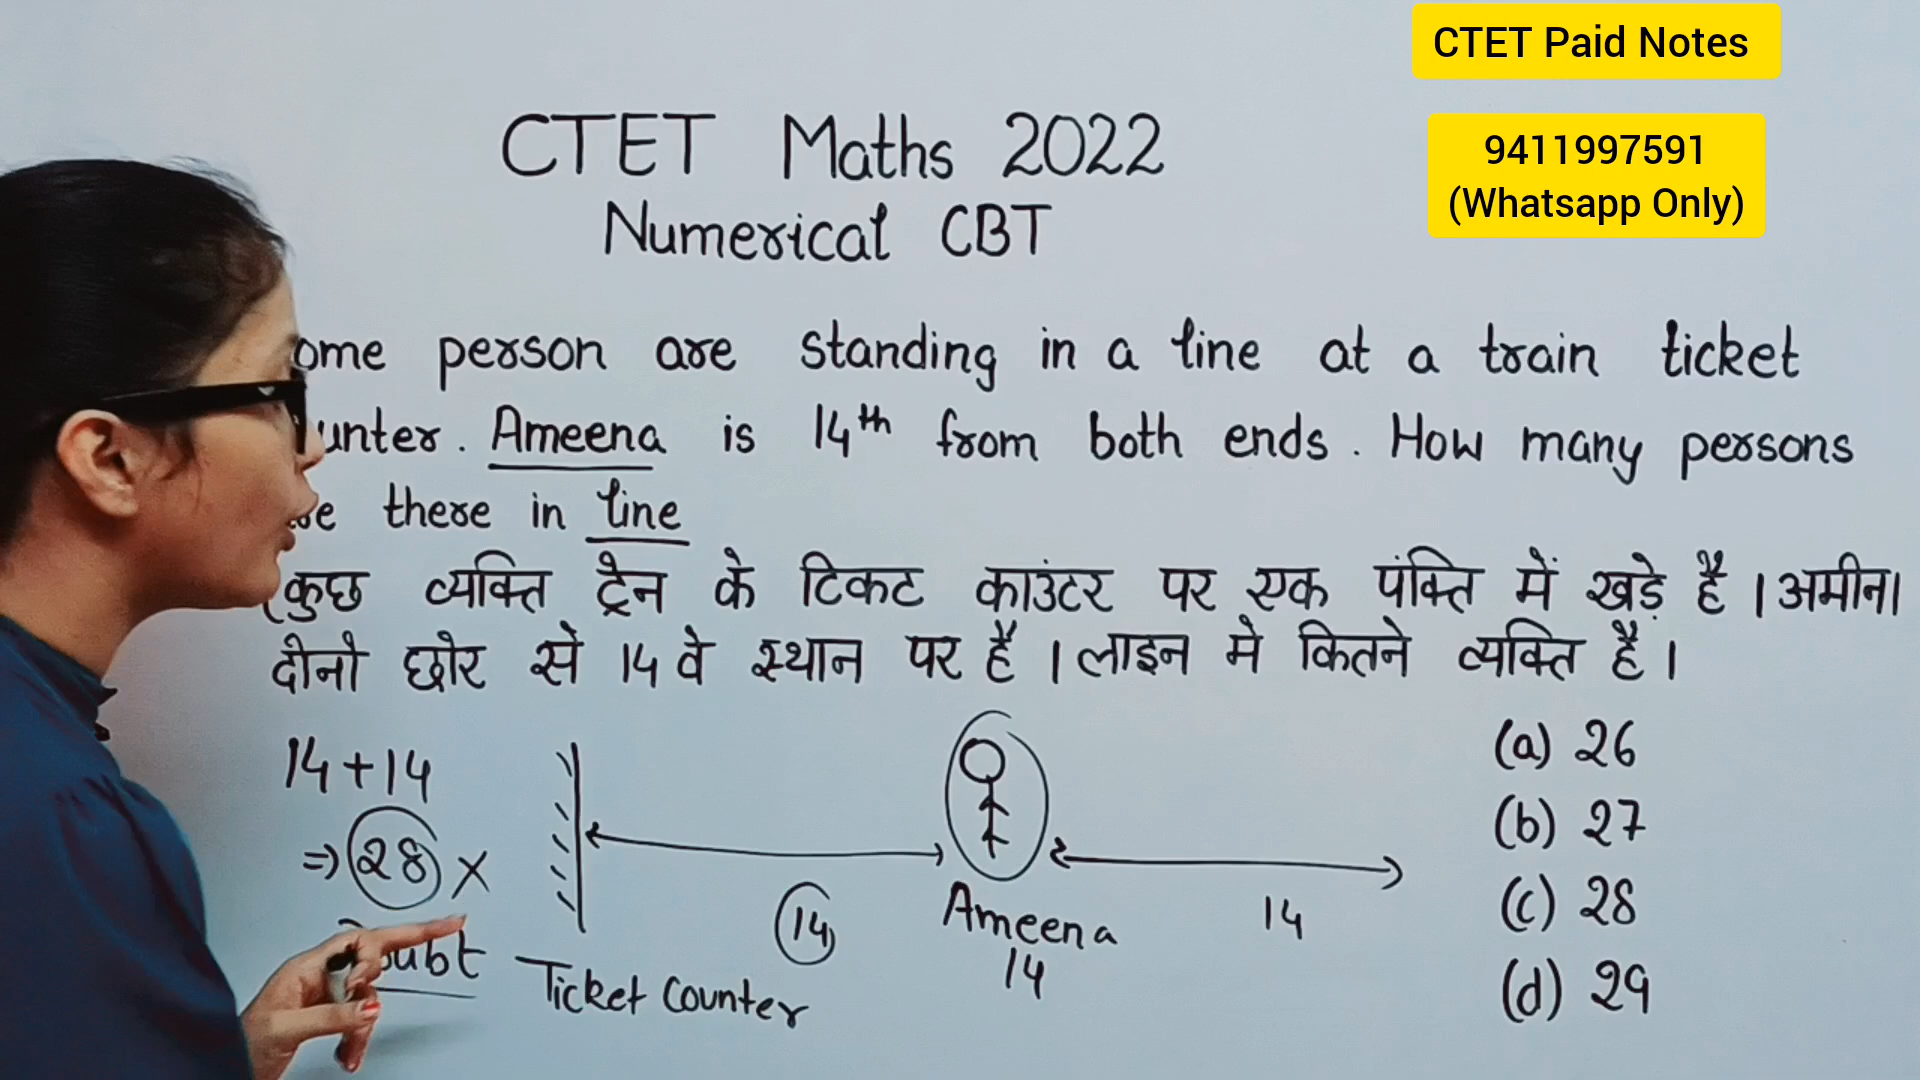 CTET Paid Notes
9411997591
(Whatsapp Only)
CTET Maths 2022
Numerical CBT
ome person are standing in a line at a train ticket
unter. Ameena is 14th from both ends. How many persons
there in line
(कुछ व्यक्ति ट्रैन के टिकट काउंटर पर एक पंक्ति में खड़े है । अमीना
दोनो छोर से 14 वे स्थान पर है । लाइन मे कितने व्यक्ति है ।
14+14
⇒ 28 ×
Doubt
Ticket Counter
14
Ameena
14
14
(a) 26
(b) 27
(c) 28
(d) 29